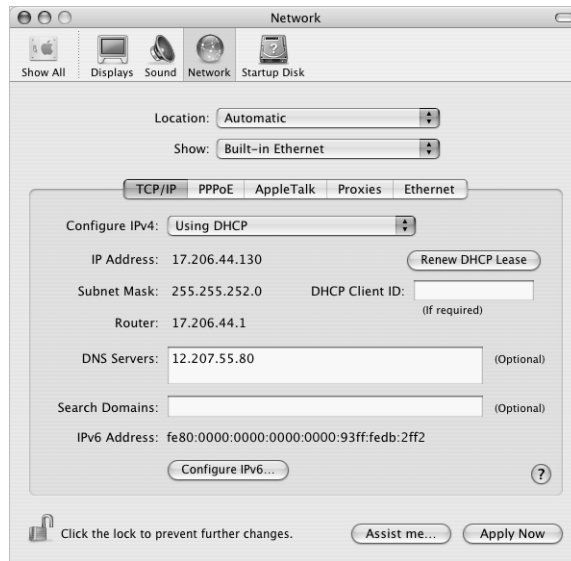 Network
Show All Displays Sound Network Startup Disk
Location: Automatic
Show: Built-in Ethernet
TCP/IP PPPoE AppleTalk Proxies Ethernet
Configure IPv4: Using DHCP
IP Address: 17.206.44.130 Renew DHCP Lease
Subnet Mask: 255.255.252.0 DHCP Client ID:
(If required)
Router: 17.206.44.1
DNS Servers: 12.207.55.80 (Optional)
Search Domains: (Optional)
IPv6 Address: fe80:0000:0000:0000:0000:93ff:fedb:2ff2
Configure IPv6... ?
Click the lock to prevent further changes. Assist me... Apply Now